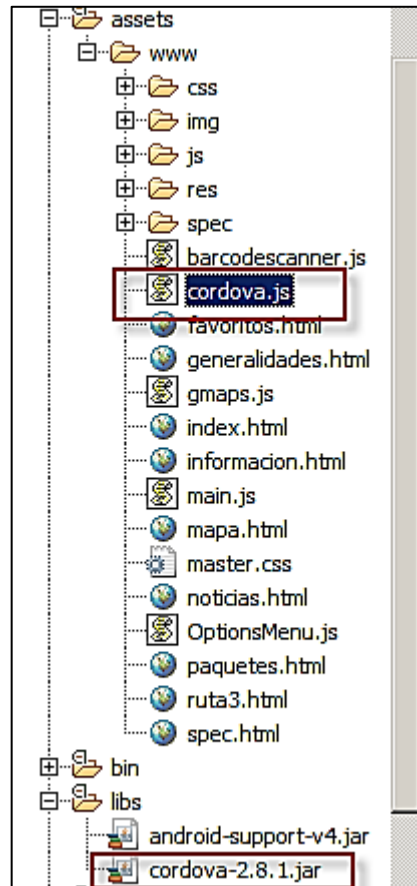 assets
www
css
img
js
res
spec
barcodescanner.js
cordova.js
favoritos.html
generalidades.html
gmaps.js
index.html
informacion.html
main.js
mapa.html
master.css
noticias.html
OptionsMenu.js
paquetes.html
ruta3.html
spec.html
bin
libs
android-support-v4.jar
cordova-2.8.1.jar